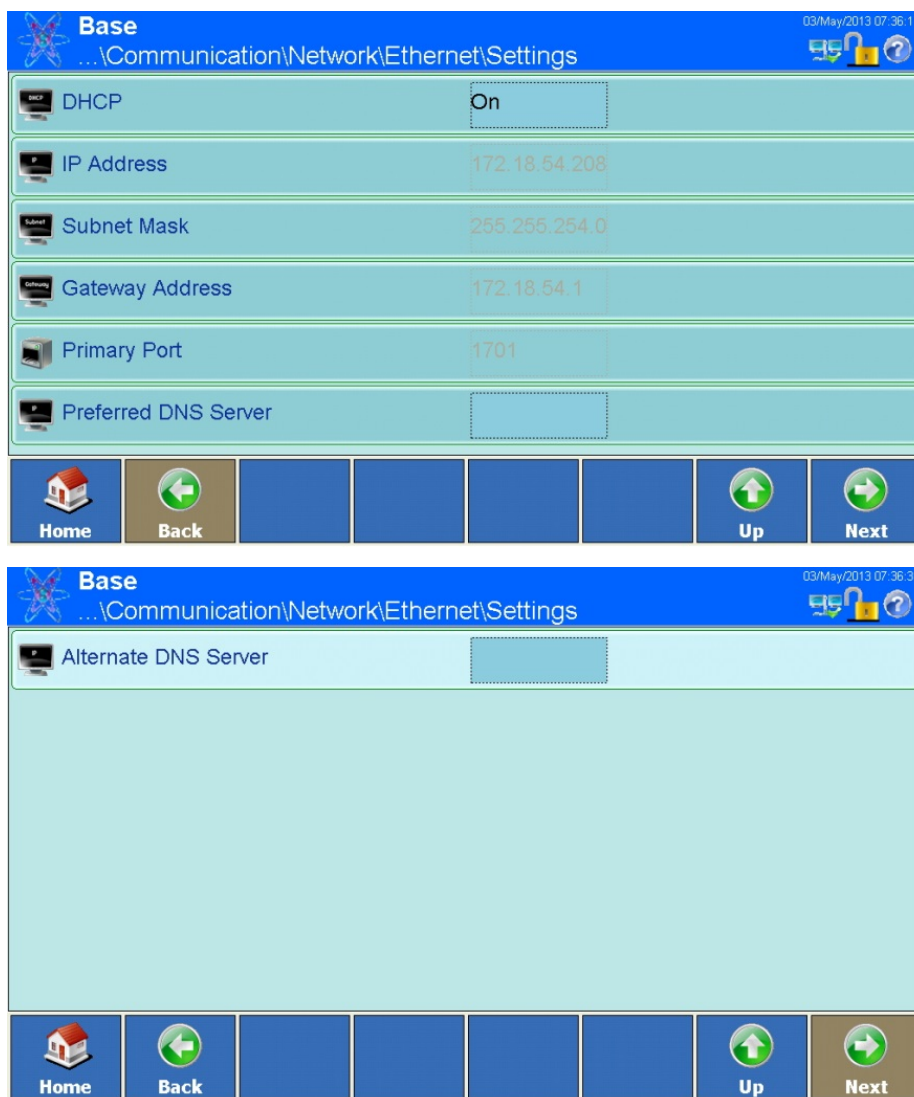 Base
03/May/2013 07:36:1
...\Communication\Network\Ethernet\Settings
DHCP
On
IP Address
172.18.54.208
Subnet Mask
255.255.254.0
Gateway Address
172.18.54.1
Primary Port
1701
Preferred DNS Server
Home Back Up Next
Base
03/May/2013 07:36:3
...\Communication\Network\Ethernet\Settings
Alternate DNS Server
Home Back Up Next